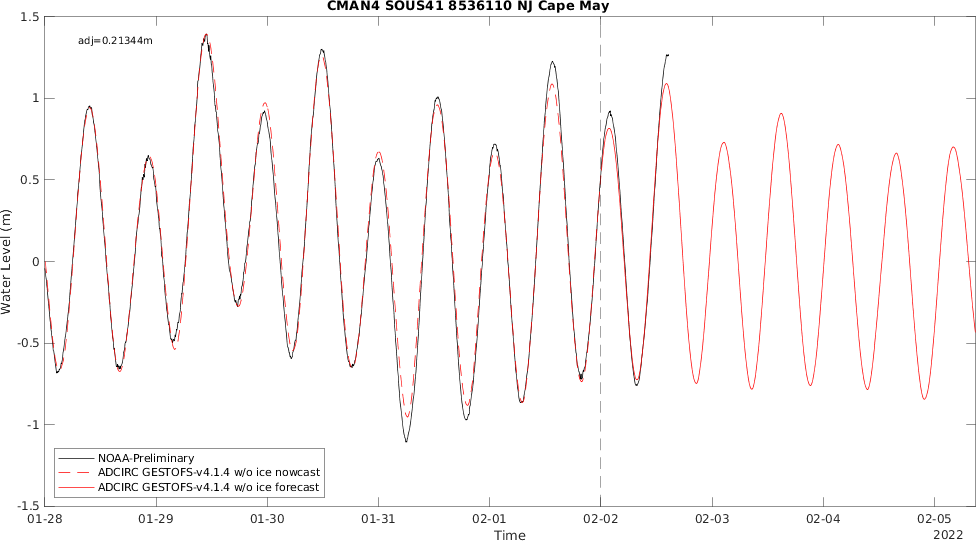 CMAN4 SOUS41 8536110 NJ Cape May
adj=0.21344m
1.5
1
0.5
0
-0.5
-1
-1.5
Water Level (m)
NOAA-Preliminary
ADCIRC GESTOFS-v4.1.4 w/o ice nowcast
ADCIRC GESTOFS-v4.1.4 w/o ice forecast
01-28 01-29 01-30 01-31 02-01 02-02 02-03 02-04 02-05
Time
2022